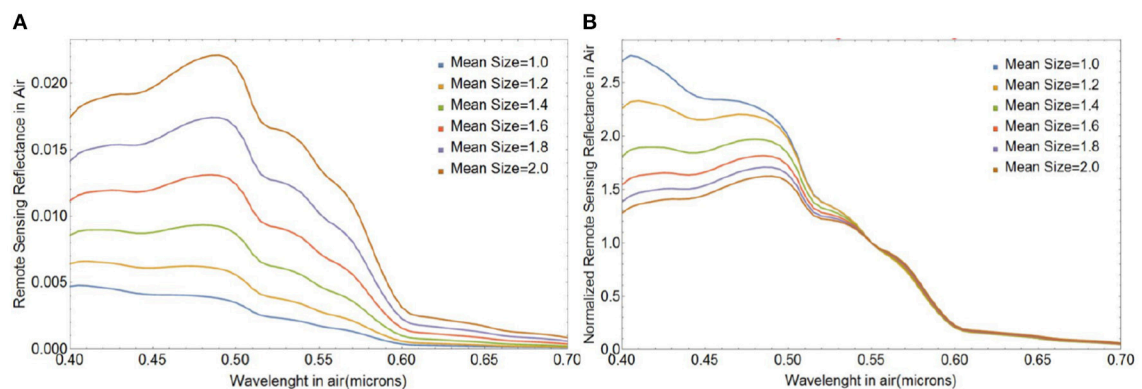 A
Remote Sensing Reflectance in Air
0.020
0.015
0.010
0.005
0.000
Mean Size=1.0
Mean Size=1.2
Mean Size=1.4
Mean Size=1.6
Mean Size=1.8
Mean Size=2.0
0.40 0.45 0.50 0.55 0.60 0.65 0.70
Wavelenght in air(microns)
B
Normalized Remote Sensing Reflectance in Air
2.5
2.0
1.5
1.0
0.5
0.0
Mean Size=1.0
Mean Size=1.2
Mean Size=1.4
Mean Size=1.6
Mean Size=1.8
Mean Size=2.0
0.40 0.45 0.50 0.55 0.60 0.65 0.70
Wavelenght in air(microns)